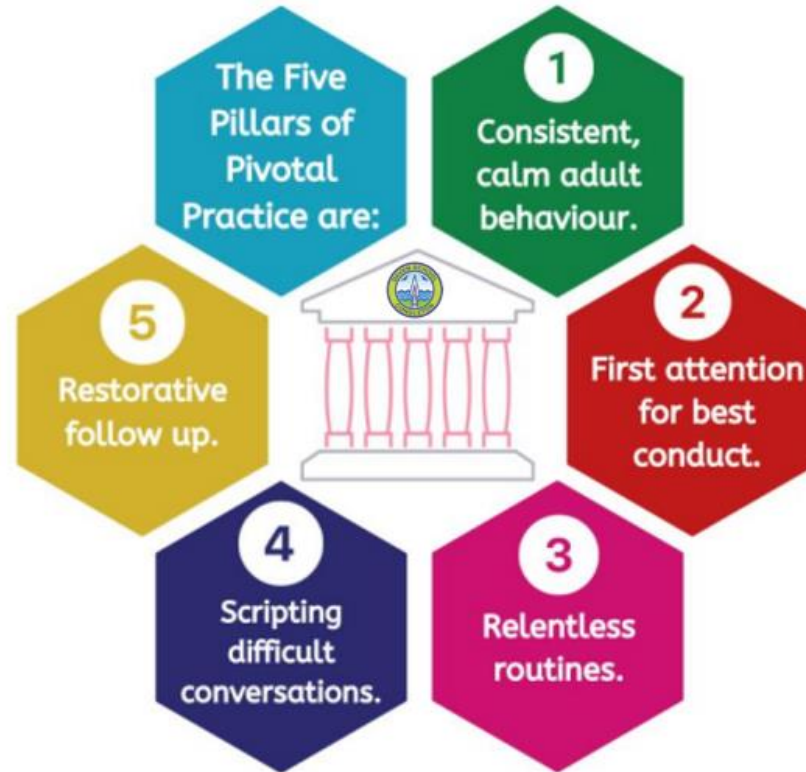 The Five
Pillars of
Pivotal
Practice are:
1
Consistent,
calm adult
behaviour.
2
First attention
for best
conduct.
3
Relentless
routines.
4
Scripting
difficult
conversations.
5
Restorative
follow up.